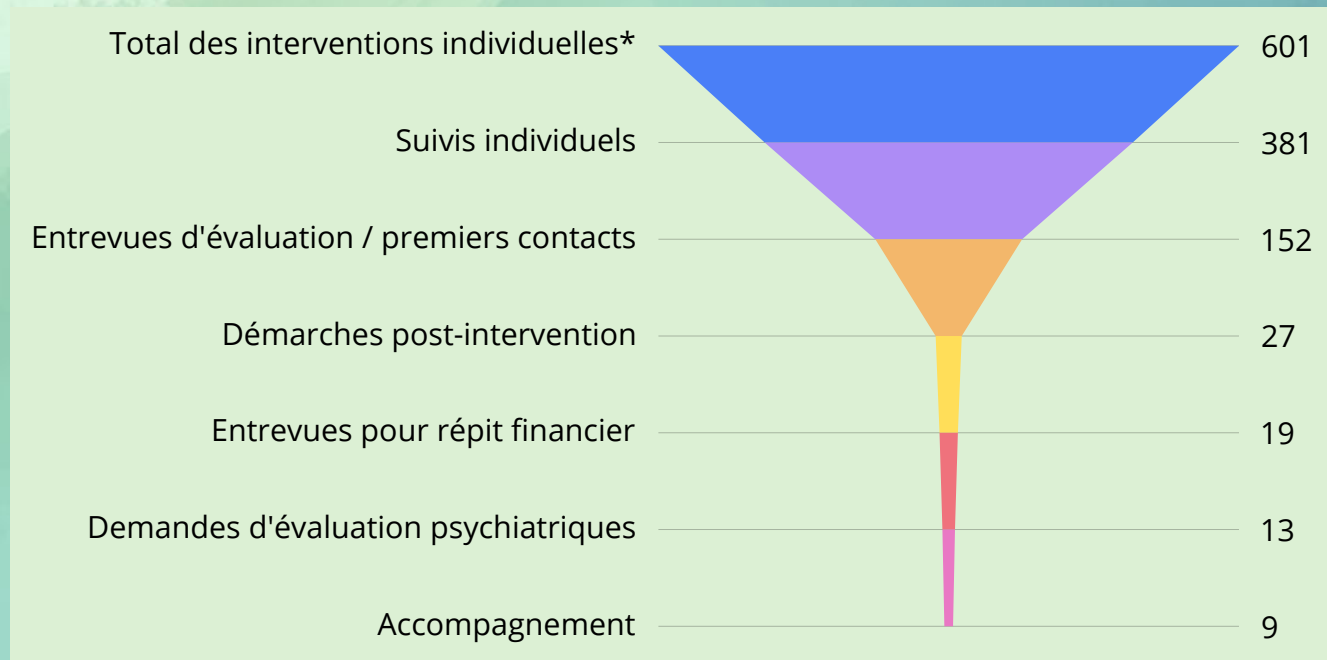 Total des interventions individuelles* 601
Suivis individuels 381
Entrevues d'évaluation / premiers contacts 152
Démarches post-intervention 27
Entrevues pour répit financier 19
Demandes d'évaluation psychiatriques 13
Accompagnement 9